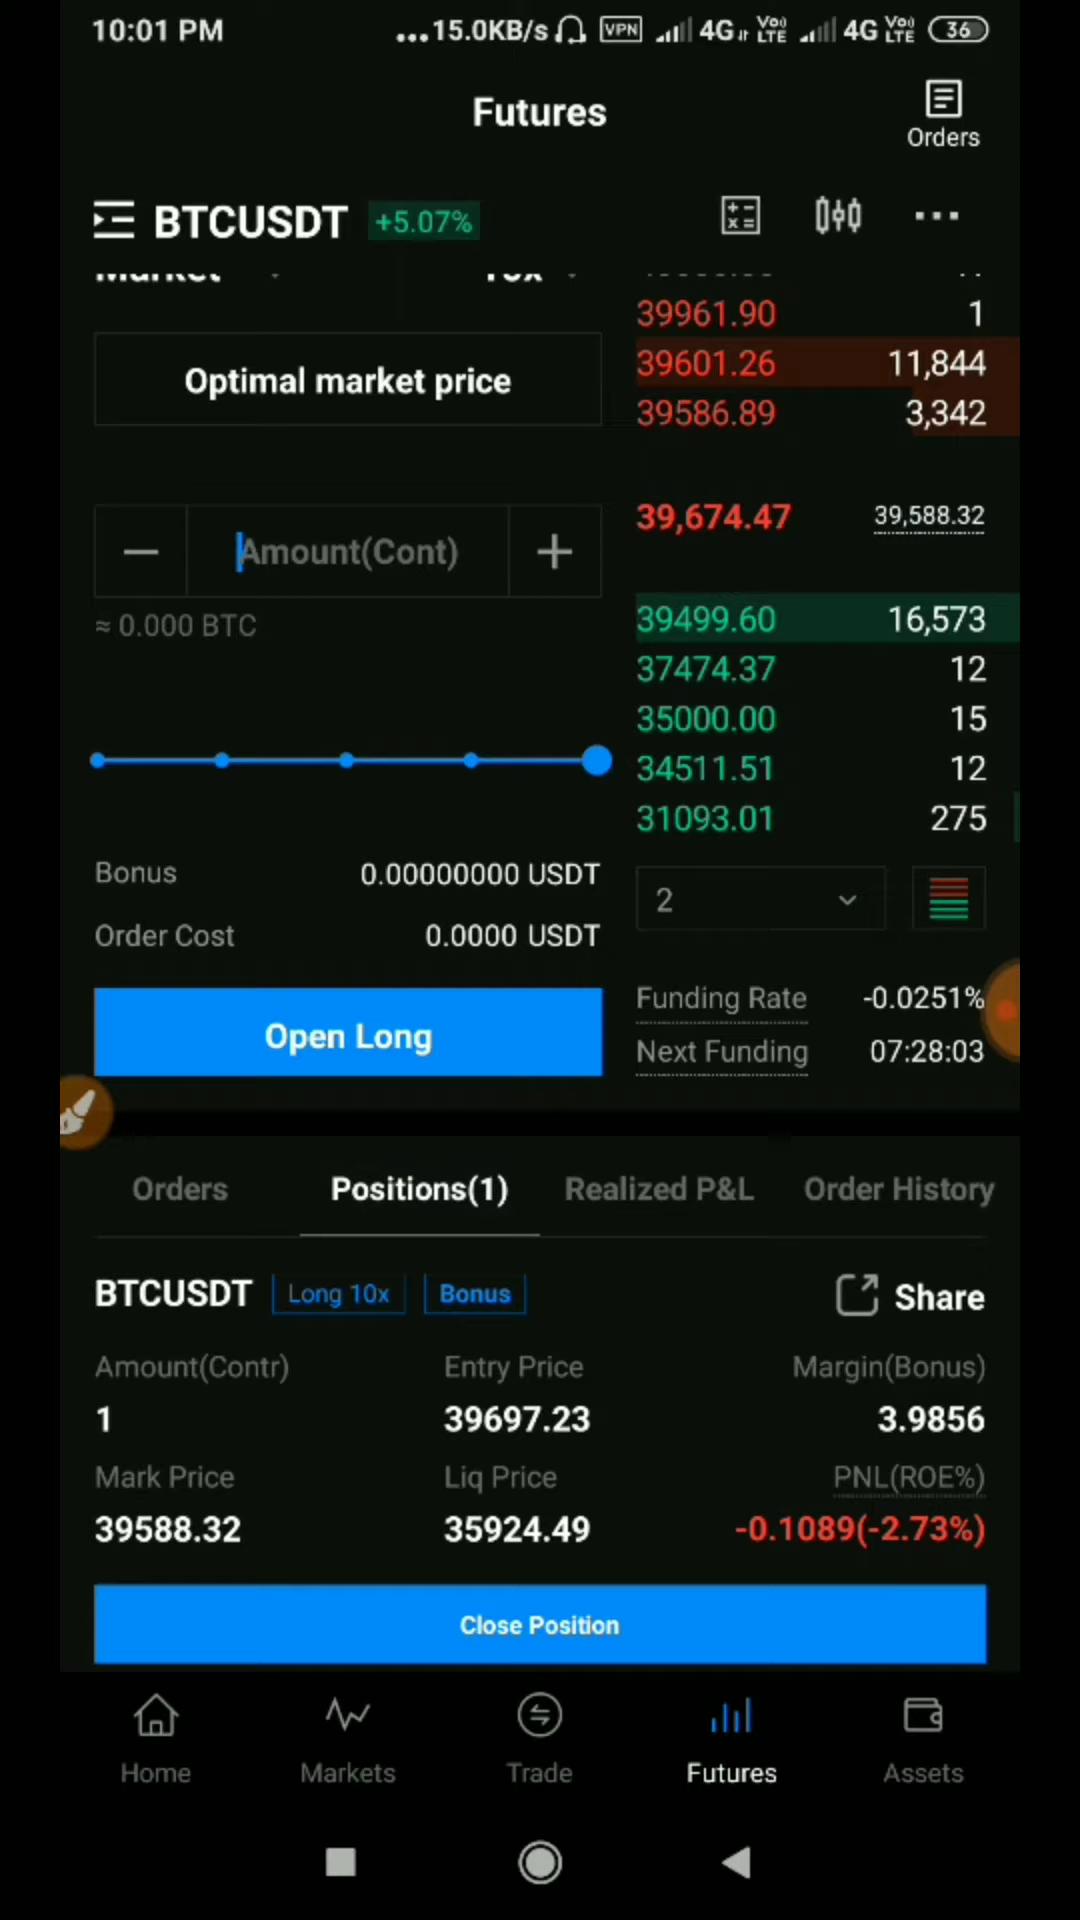 10:01 PM ...15.0KB/s VPN 4G Vo) LTE 4G Vo) LTE 36
Futures
Orders
BTCUSDT +5.07%
Market
39961.90 1
Optimal market price
39601.26 11,844
39586.89 3,342
39,674.47 39,588.32
Amount(Cont)
≈ 0.000 BTC
39499.60 16,573
37474.37 12
35000.00 15
34511.51 12
31093.01 275
Bonus 0.00000000 USDT
2
Order Cost 0.0000 USDT
Open Long
Funding Rate -0.0251%
Next Funding 07:28:03
Orders Positions(1) Realized P&L Order History
BTCUSDT Long 10x Bonus Share
Amount(Contr) Entry Price Margin(Bonus)
1 39697.23 3.9856
Mark Price Liq Price PNL(ROE%)
39588.32 35924.49 -0.1089(-2.73%)
Close Position
Home Markets Trade Futures Assets